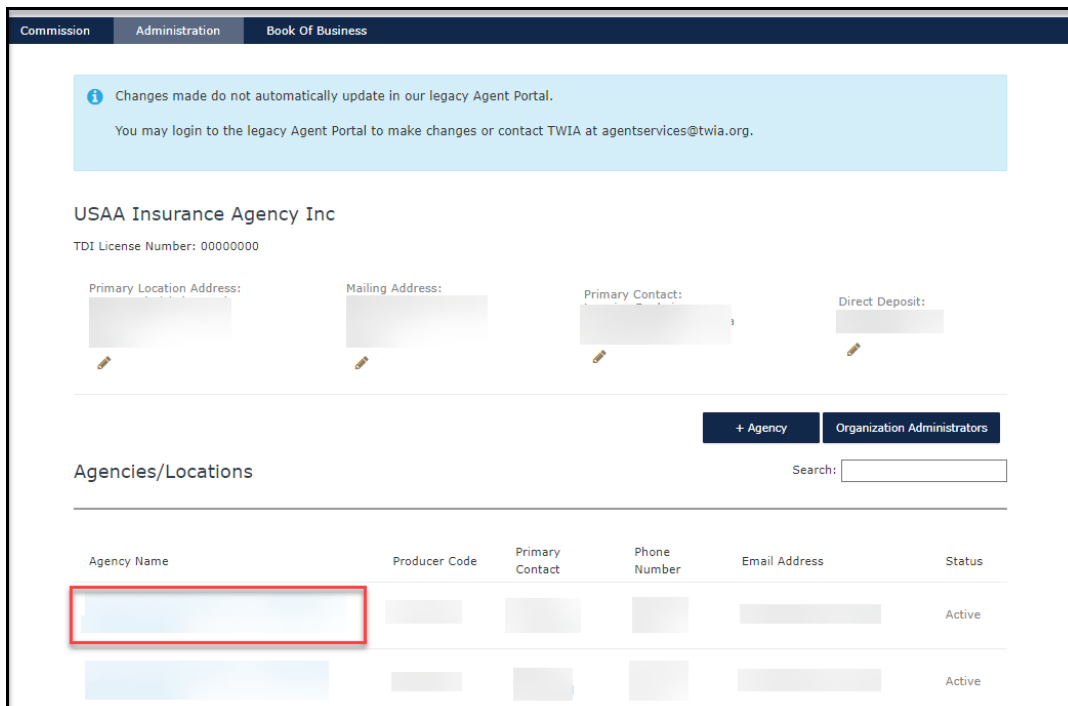 Commission Administration Book Of Business
Changes made do not automatically update in our legacy Agent Portal.
You may login to the legacy Agent Portal to make changes or contact TWIA at agentservices@twia.org.
USAA Insurance Agency Inc
TDI License Number: 00000000
Primary Location Address: Mailing Address: Primary Contact: Direct Deposit:
+ Agency Organization Administrators
Agencies/Locations Search:
Agency Name Producer Code Primary Contact Phone Number Email Address Status
Active
Active